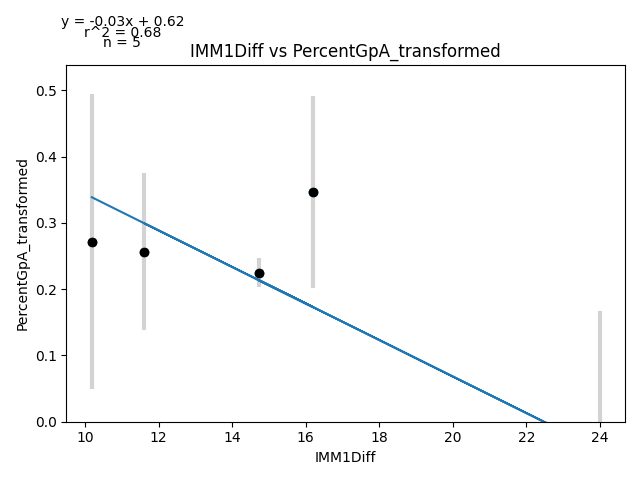 y = -0.03x + 0.62
r^2 = 0.68
n = 5
IMM1Diff vs PercentGpA_transformed
PercentGpA_transformed
0.5
0.4
0.3
0.2
0.1
0.0
10 12 14 16 18 20 22 24
IMM1Diff